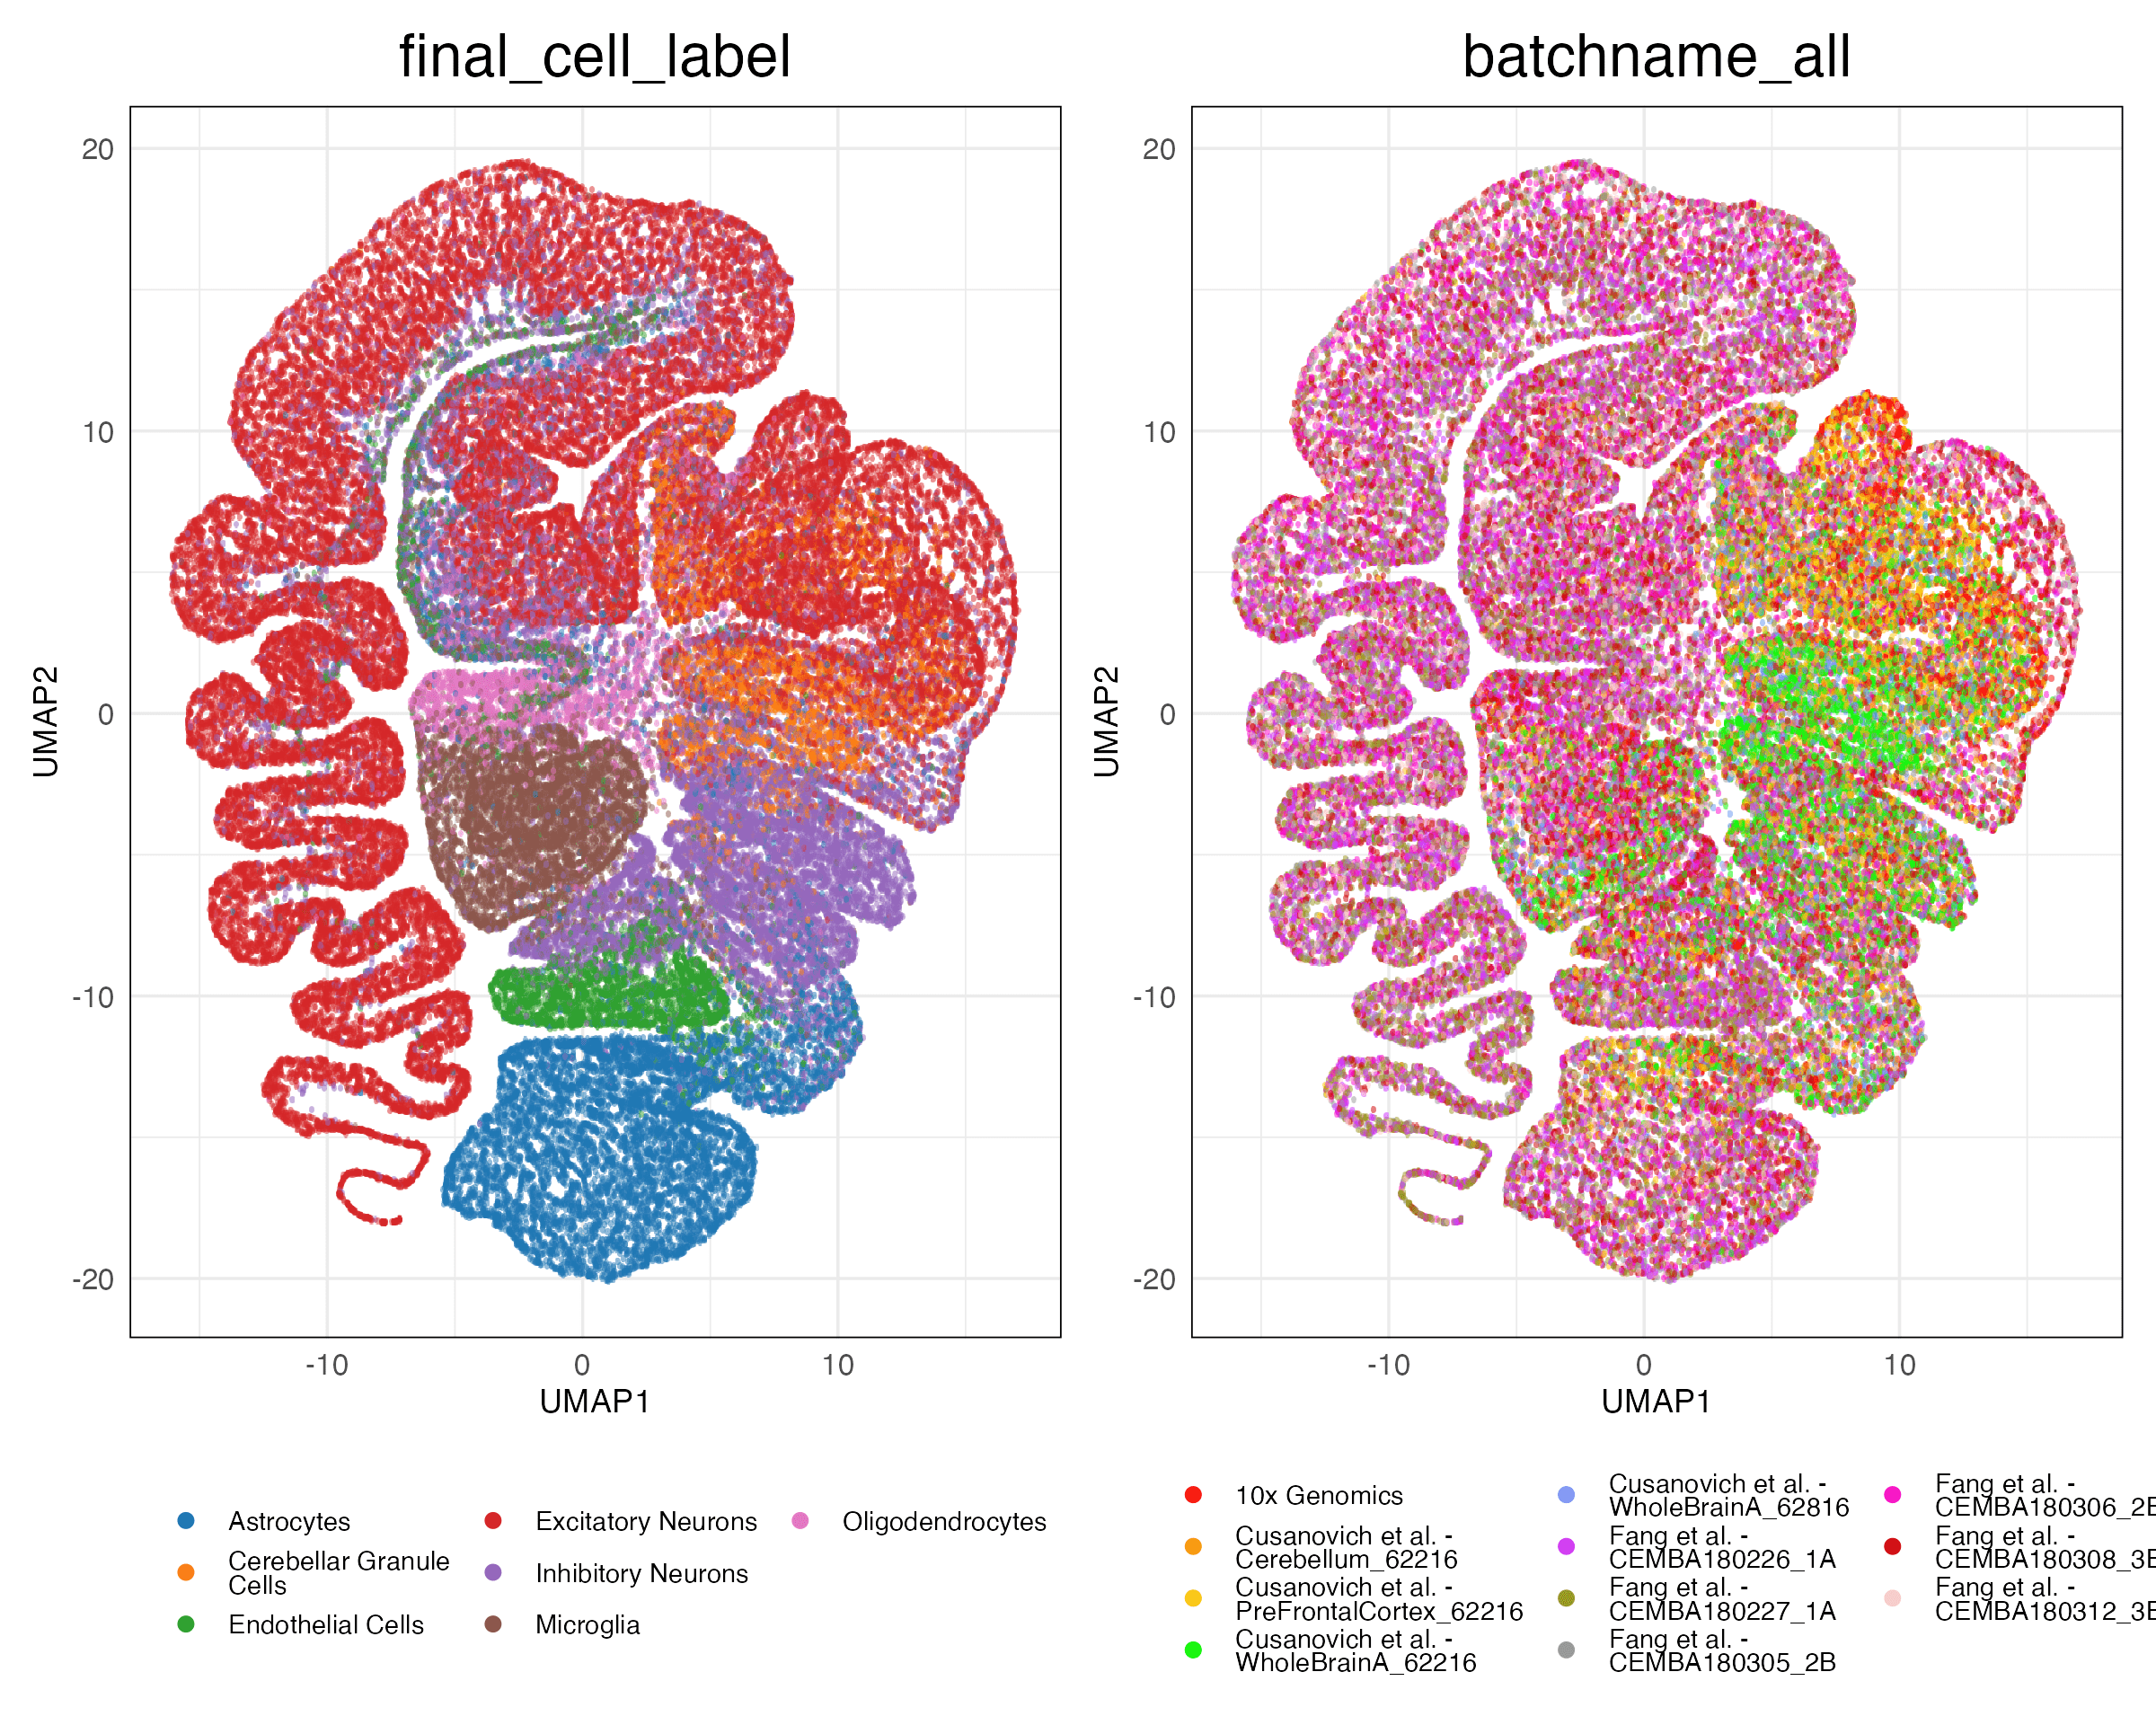 final_cell_label
20
10
0
-10
-20
UMAP2
-10
0
10
UMAP1
Astrocytes
Cerebellar Granule
Cells
Endothelial Cells
Excitatory Neurons
Inhibitory Neurons
Microglia
Oligodendrocytes
batchname_all
20
10
0
-10
-20
UMAP2
-10
0
10
UMAP1
10x Genomics
Cusanovich et al. -
Cerebellum_62216
Cusanovich et al. -
PreFrontalCortex_62216
Cusanovich et al. -
WholeBrainA_62216
Cusanovich et al. -
WholeBrainA_62816
Fang et al. -
CEMBA180226_1A
Fang et al. -
CEMBA180227_1A
Fang et al. -
CEMBA180305_2B
Fang et al. -
CEMBA180306_2
Fang et al. -
CEMBA180308_3
Fang et al. -
CEMBA180312_3